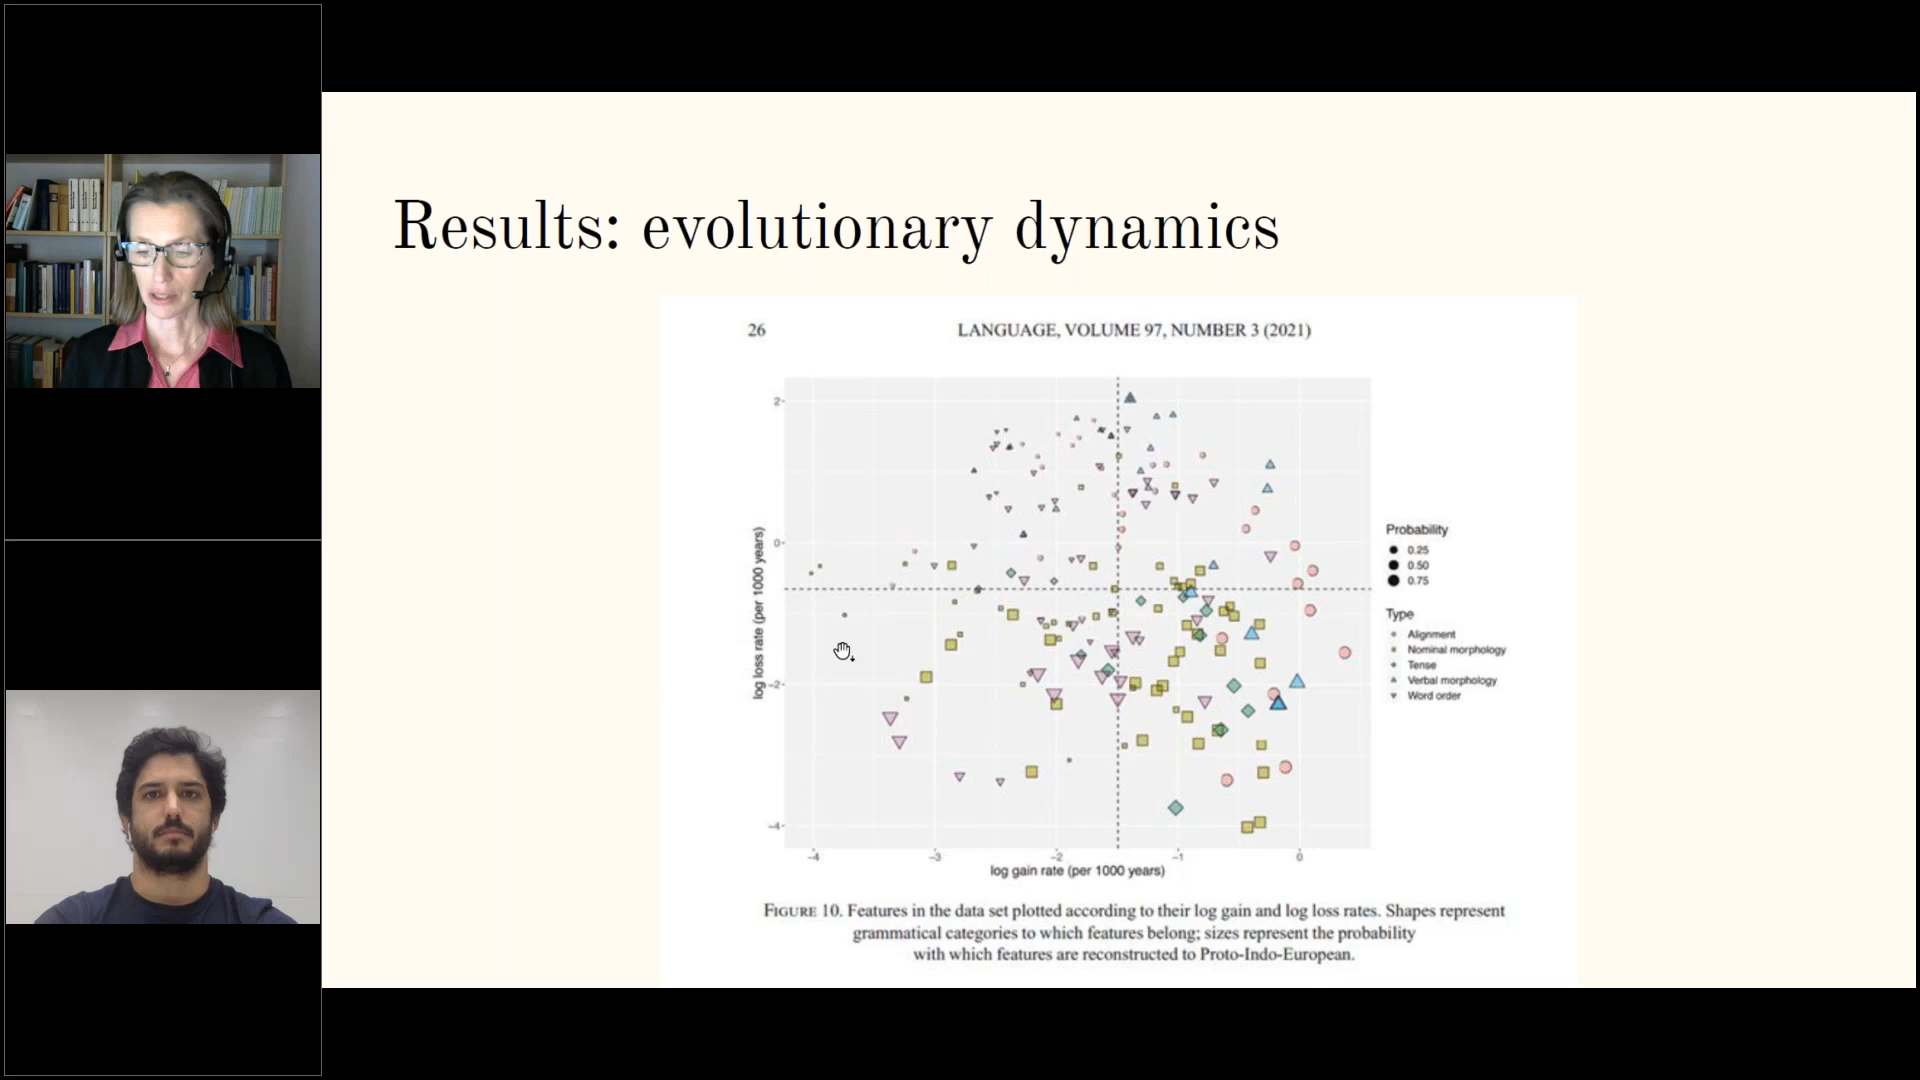 Results: evolutionary dynamics
26 LANGUAGE, VOLUME 97, NUMBER 3 (2021)
2
0
−2
−4
log loss rate (per 1000 years)
−4 −3 −2 −1 0
log gain rate (per 1000 years)
Probability
0.25
0.50
0.75
Type
Alignment
Nominal morphology
Tense
Verbal morphology
Word order
FIGURE 10. Features in the data set plotted according to their log gain and log loss rates. Shapes represent
grammatical categories to which features belong; sizes represent the probability
with which features are reconstructed to Proto-Indo-European.